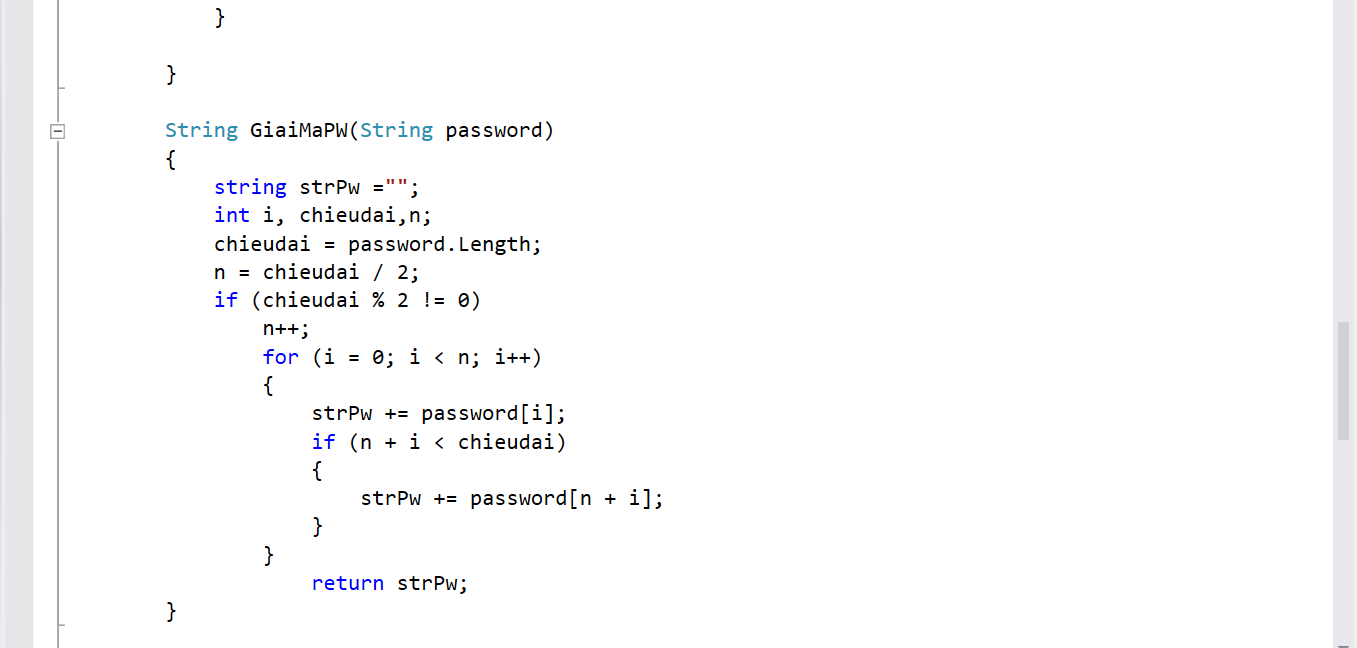 }
}
String GiaiMaPW(String password)
{
string strPw ="";
int i, chieudai,n;
chieudai = password.Length;
n = chieudai / 2;
if (chieudai % 2 != 0)
n++;
for (i = 0; i < n; i++)
{
strPw += password[i];
if (n + i < chieudai)
{
strPw += password[n + i];
}
}
return strPw;
}